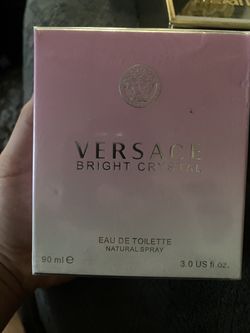 VERSACE
BRIGHT CRYSTAL
EAU DE TOILETTE
NATURAL SPRAY
90 ml e 3.0 US fl oz.